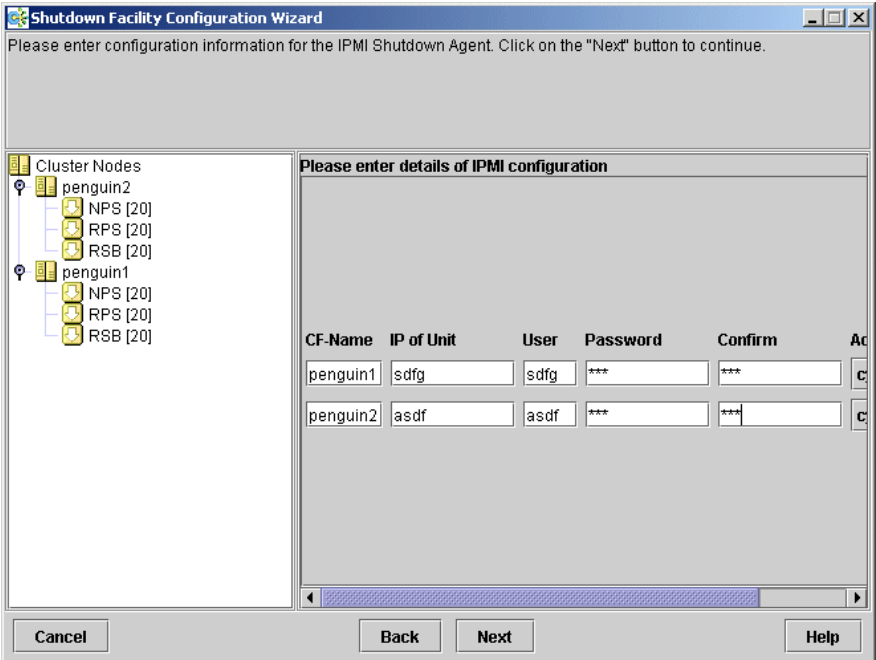 Shutdown Facility Configuration Wizard
Please enter configuration information for the IPMI Shutdown Agent. Click on the "Next" button to continue.
Cluster Nodes
penguin2
NPS [20]
RPS [20]
RSB [20]
penguin1
NPS [20]
RPS [20]
RSB [20]
Please enter details of IPMI configuration
CF-Name IP of Unit User Password Confirm
penguin1 sdfg sdfg *** ***
penguin2 asdf asdf *** ***
Cancel Back Next Help